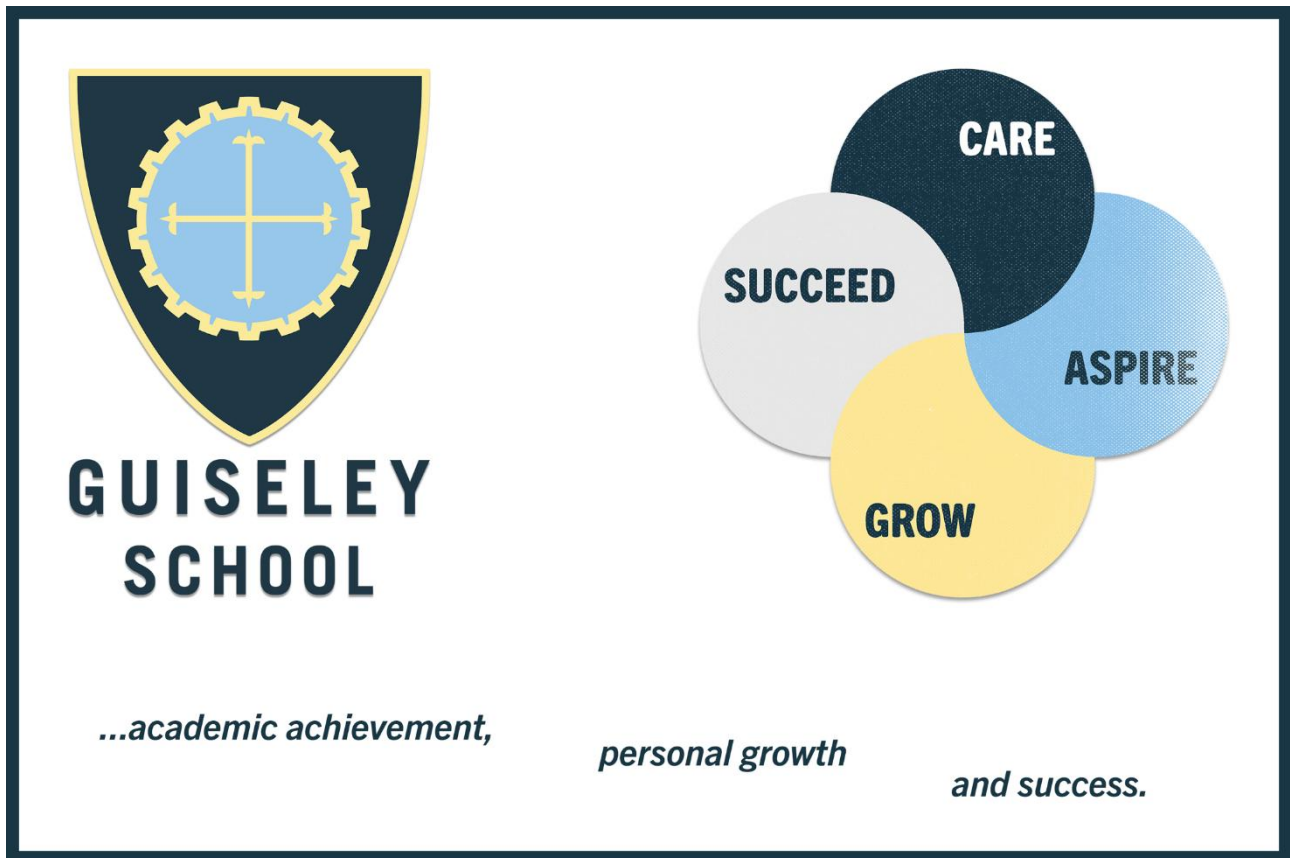 GUISELEY
SCHOOL
CARE
SUCCEED
ASPIRE
GROW
...academic achievement,
personal growth
and success.